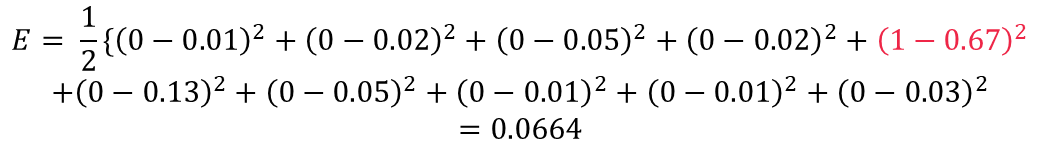 E = 1/2 {(0 − 0.01)² + (0 − 0.02)² + (0 − 0.05)² + (0 − 0.02)² + (1 − 0.67)²
+(0 − 0.13)² + (0 − 0.05)² + (0 − 0.01)² + (0 − 0.01)² + (0 − 0.03)²
= 0.0664